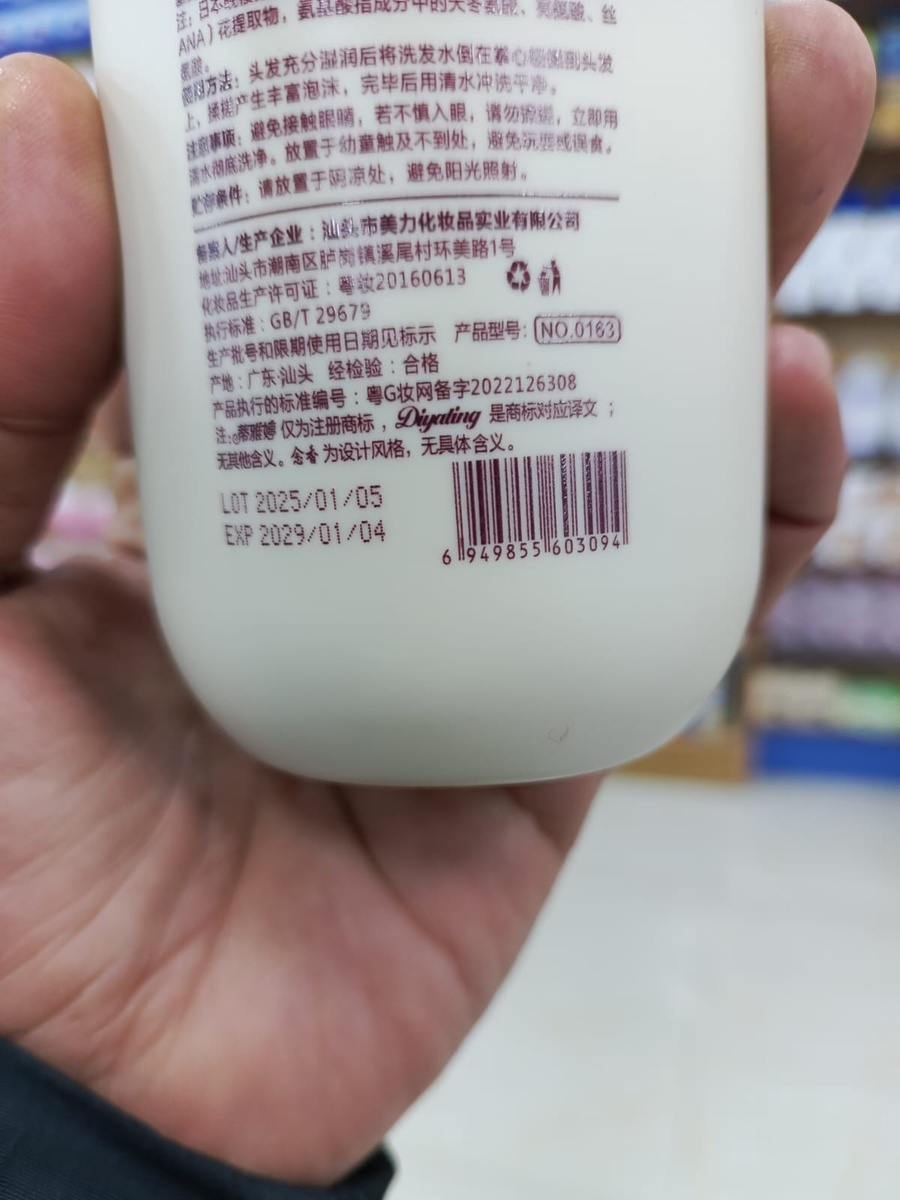 注：日本晚樱
ANA）花提取物，氨基酸指成分中的天冬氨酸、亮氨酸、丝
氨酸。
使用方法：头发充分湿润后将洗发水倒在掌心 头发
上，揉搓产生丰富泡沫，完毕后用清水冲洗干净。
注意事项：避免接触眼睛，若不慎入眼，请勿揉搓，立即用
清水彻底洗净。放置于幼童触及不到处，避免玩耍或误食。
贮存条件：请放置于阴凉处，避免阳光照射。
备案人/生产企业：汕头市美力化妆品实业有限公司
地址:汕头市潮南区胪岗镇溪尾村环美路1号
化妆品生产许可证：粤妆20160613
执行标准：GB/T 29679
生产批号和限期使用日期见标示 产品型号: NO.0163
产地：广东·汕头 经检验：合格
产品执行的标准编号：粤G妆网备字2022126308
注:蒂雅婷 仅为注册商标，Diyating 是商标对应译文；
无其他含义。念香为设计风格，无具体含义。
LOT 2025/01/05
EXP 2029/01/04
6 949855 603094